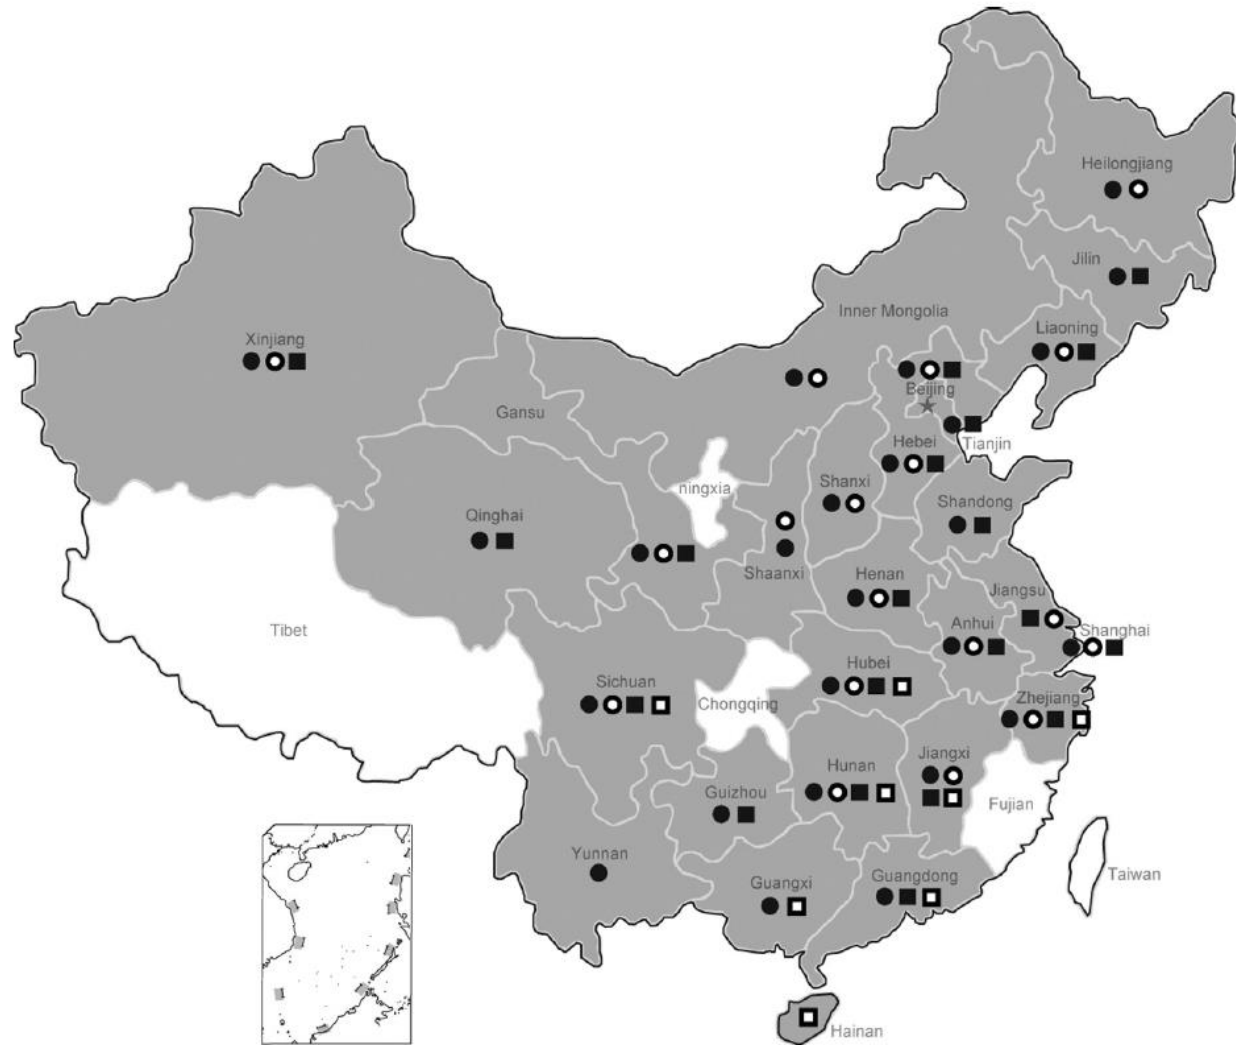 Heilongjiang
Jilin
Inner Mongolia
Liaoning
Xinjiang
Beijing
Gansu
Hebei
Tianjin
Shanxi
ningxia
Shandong
Qinghai
Shaanxi
Henan
Jiangsu
Anhui
Shanghai
Tibet
Hubei
Sichuan
Chongqing
Zhejiang
Jiangxi
Hunan
Guizhou
Fujian
Yunnan
Taiwan
Guangxi
Guangdong
Hainan